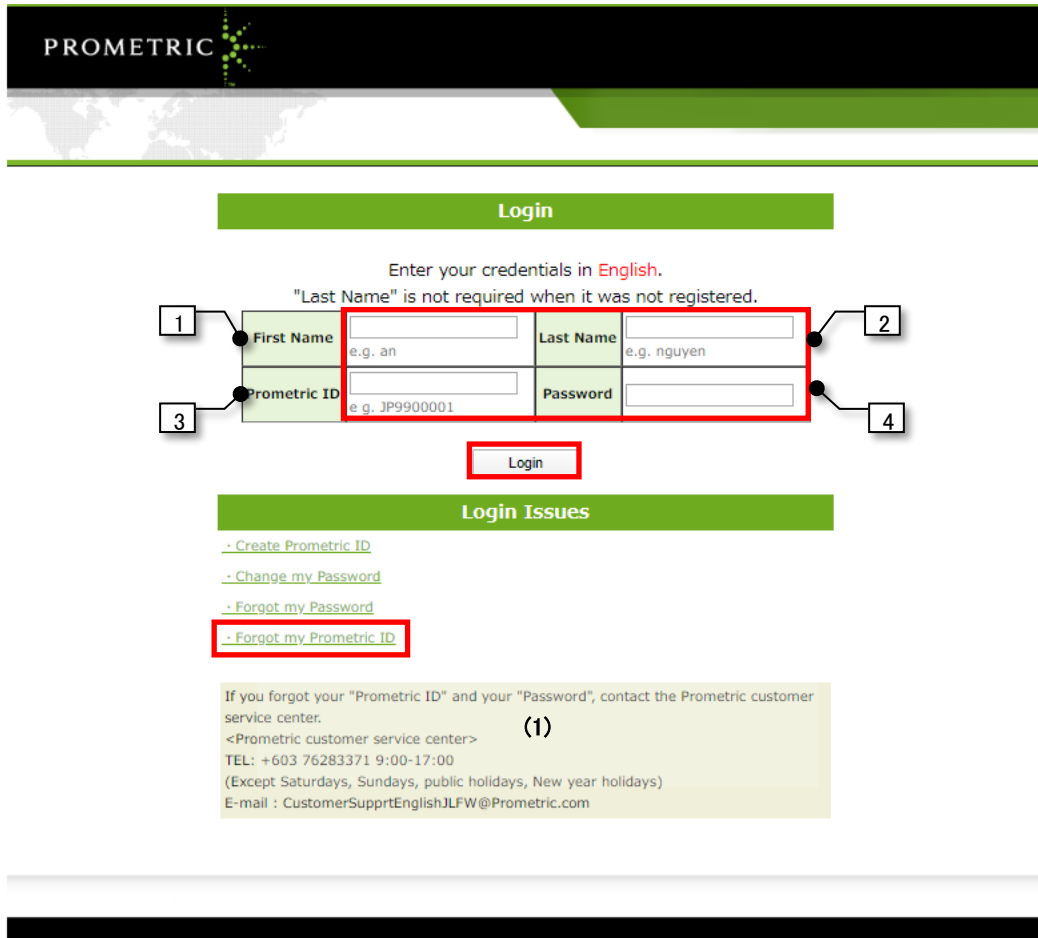 PROMETRIC
Login
Enter your credentials in English.
"Last Name" is not required when it was not registered.
1
First Name
e.g. an
Last Name
e.g. nguyen
2
3
Prometric ID
e g. JP9900001
Password
4
Login
Login Issues
· Create Prometric ID
· Change my Password
· Forgot my Password
· Forgot my Prometric ID
If you forgot your "Prometric ID" and your "Password", contact the Prometric customer
service center.
(1)
<Prometric customer service center>
TEL: +603 76283371 9:00-17:00
(Except Saturdays, Sundays, public holidays, New year holidays)
E-mail : CustomerSupprtEnglishJLFW@Prometric.com